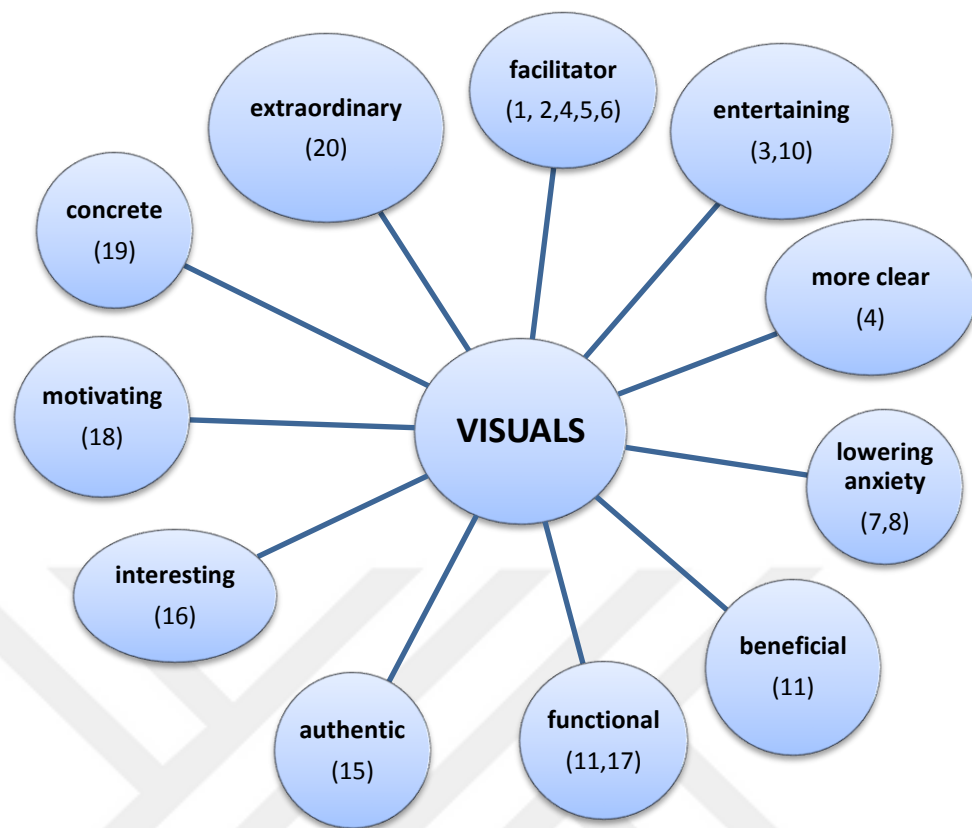 facilitator
(1, 2,4,5,6)
extraordinary
(20)
entertaining
(3,10)
concrete
(19)
more clear
(4)
motivating
(18)
VISUALS
lowering
anxiety
(7,8)
interesting
(16)
beneficial
(11)
authentic
(15)
functional
(11,17)